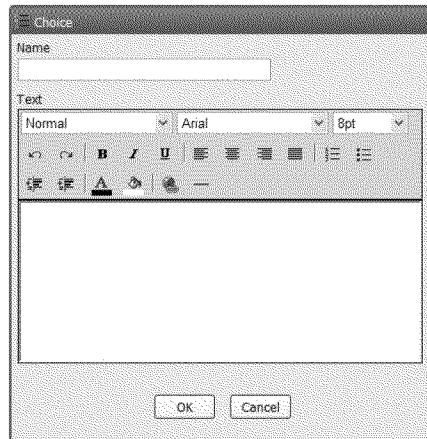 Choice
Name
Text
Normal Arial 8pt
B I U
A
OK Cancel